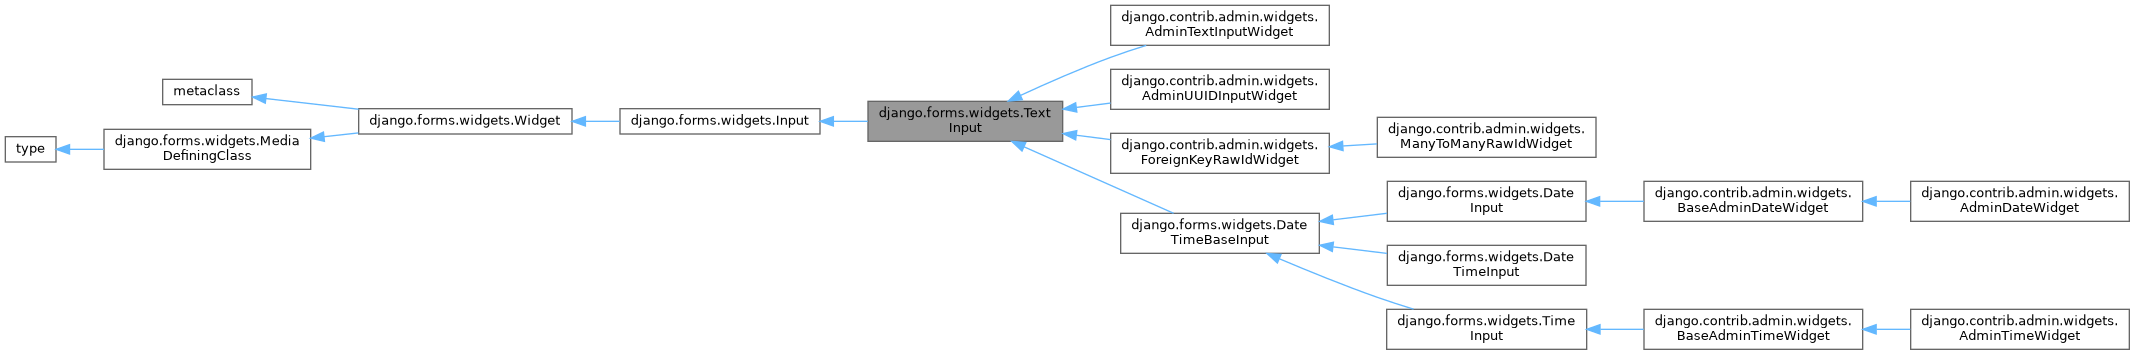 type
metaclass
django.forms.widgets.Media
DefiningClass
django.forms.widgets.Widget
django.forms.widgets.Input
django.forms.widgets.Text
Input
django.contrib.admin.widgets.
AdminTextInputWidget
django.contrib.admin.widgets.
AdminUUIDInputWidget
django.contrib.admin.widgets.
ForeignKeyRawIdWidget
django.contrib.admin.widgets.
ManyToManyRawIdWidget
django.forms.widgets.Date
TimeBaseInput
django.forms.widgets.Date
Input
django.contrib.admin.widgets.
BaseAdminDateWidget
django.contrib.admin.widgets.
AdminDateWidget
django.forms.widgets.Date
TimeInput
django.forms.widgets.Time
Input
django.contrib.admin.widgets.
BaseAdminTimeWidget
django.contrib.admin.widgets.
AdminTimeWidget